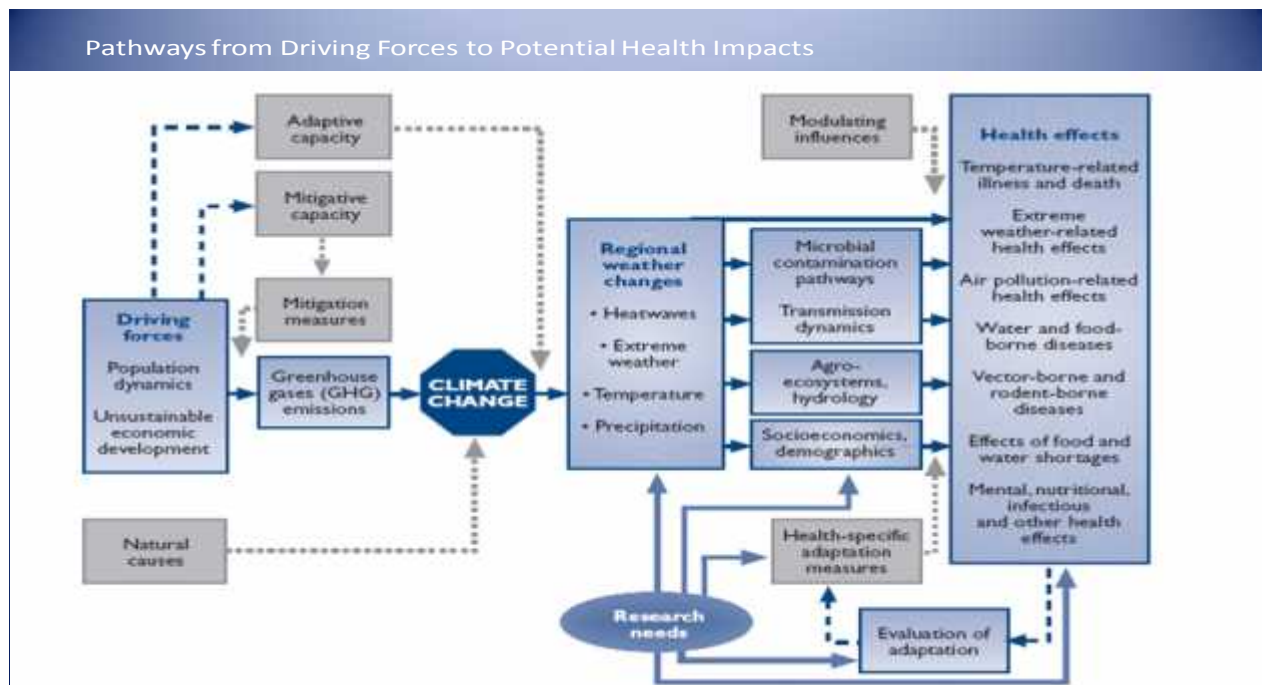 Pathways from Driving Forces to Potential Health Impacts
Adaptive
capacity
Mitigative
capacity
Mitigation
measures
Driving
forces
Population
dynamics
Unsustainable
economic
development
Greenhouse
gases (GHG)
emissions
CLIMATE
CHANGE
Natural
causes
Regional
weather
changes
• Heatwaves
• Extreme
weather
• Temperature
• Precipitation
Modulating
influences
Microbial
contamination
pathways
Transmission
dynamics
Agro-
ecosystems,
hydrology
Socioeconomics,
demographics
Health effects
Temperature-related
illness and death
Extreme
weather-related
health effects
Air pollution-related
health effects
Water and food-
borne diseases
Vector-borne and
rodent-borne
diseases
Effects of food and
water shortages
Mental, nutritional,
infectious
and other health
effects
Health-specific
adaptation
measures
Research
needs
Evaluation of
adaptation